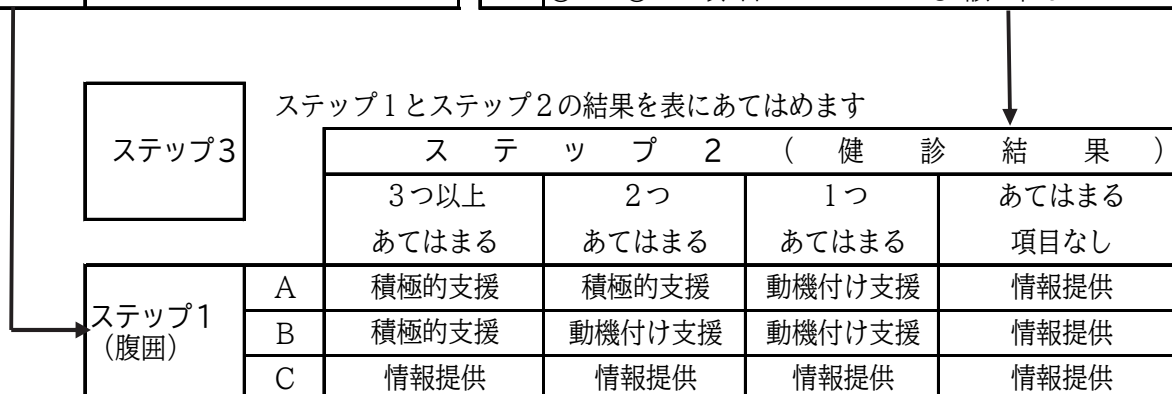 ステップ1とステップ2の結果を表にあてはめます
ステップ3
ステップ2(健診結果)
3つ以上 2つ 1つ あてはまる
あてはまる あてはまる あてはまる 項目なし
A 積極的支援 積極的支援 動機付け支援 情報提供
ステップ1
(腹囲)
B 積極的支援 動機付け支援 動機付け支援 情報提供
C 情報提供 情報提供 情報提供 情報提供